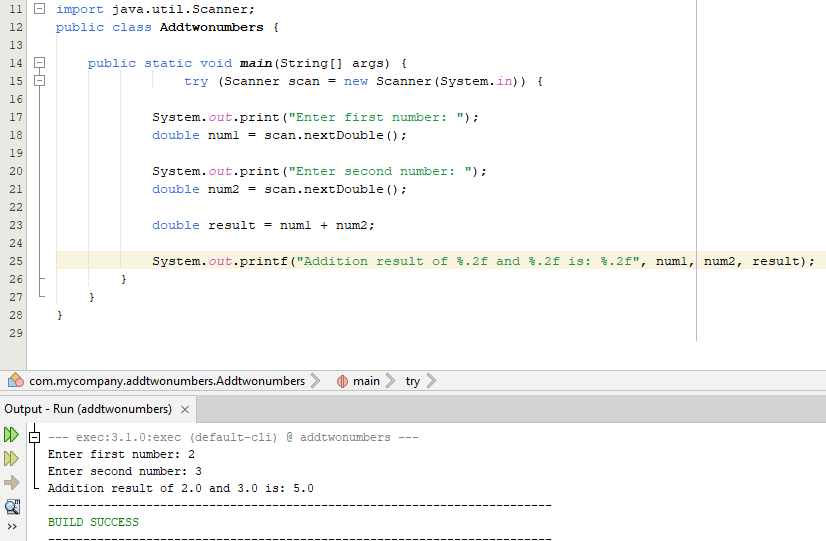 11 import java.util.Scanner;
12 public class Addtwonumbers {
13
14 public static void main(String[] args) {
15 try (Scanner scan = new Scanner(System.in)) {
16
17 System.out.print("Enter first number: ");
18 double num1 = scan.nextDouble();
19
20 System.out.print("Enter second number: ");
21 double num2 = scan.nextDouble();
22
23 double result = num1 + num2;
24
25 System.out.printf("Addition result of %.2f and %.2f is: %.2f", num1, num2, result);
26 }
27 }
28 }
29
com.mycompany.addtwonumbers.Addtwonumbers main try
Output - Run (addtwonumbers) ×
--- exec:3.1.0:exec (default-cli) @ addtwonumbers ---
Enter first number: 2
Enter second number: 3
Addition result of 2.0 and 3.0 is: 5.0
------------------------------------------------------------------------
BUILD SUCCESS
------------------------------------------------------------------------